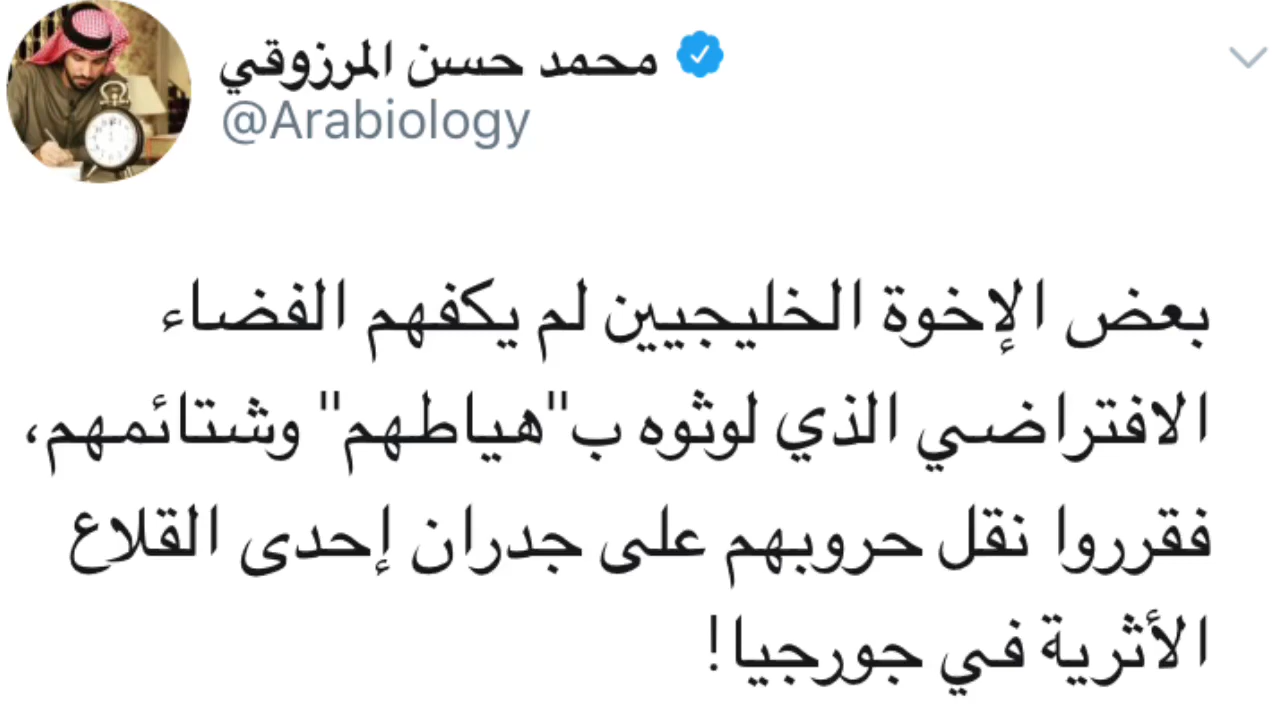 محمد حسن المرزوقي
@Arabiology
بعض الإخوة الخليجيين لم يكفهم الفضاء
الافتراضي الذي لوثوه ب"هياطهم" وشتائمهم،
فقرروا نقل حروبهم على جدران إحدى القلاع
الأثرية في جورجيا!